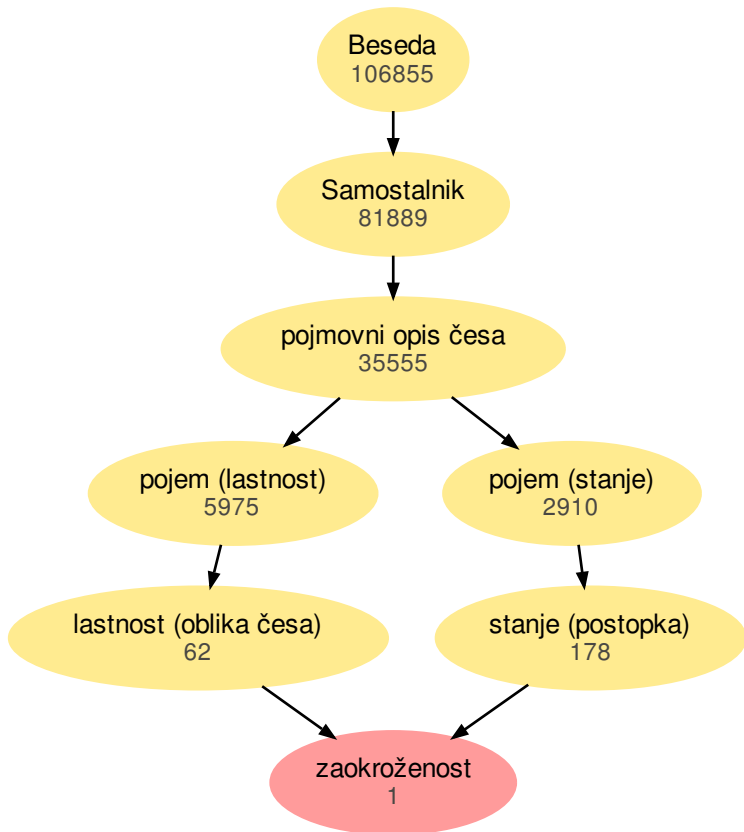 Beseda
106855
Samostalnik
81889
pojmovni opis česa
35555
pojem (lastnost)
5975
pojem (stanje)
2910
lastnost (oblika česa)
62
stanje (postopka)
178
zaokroženost
1